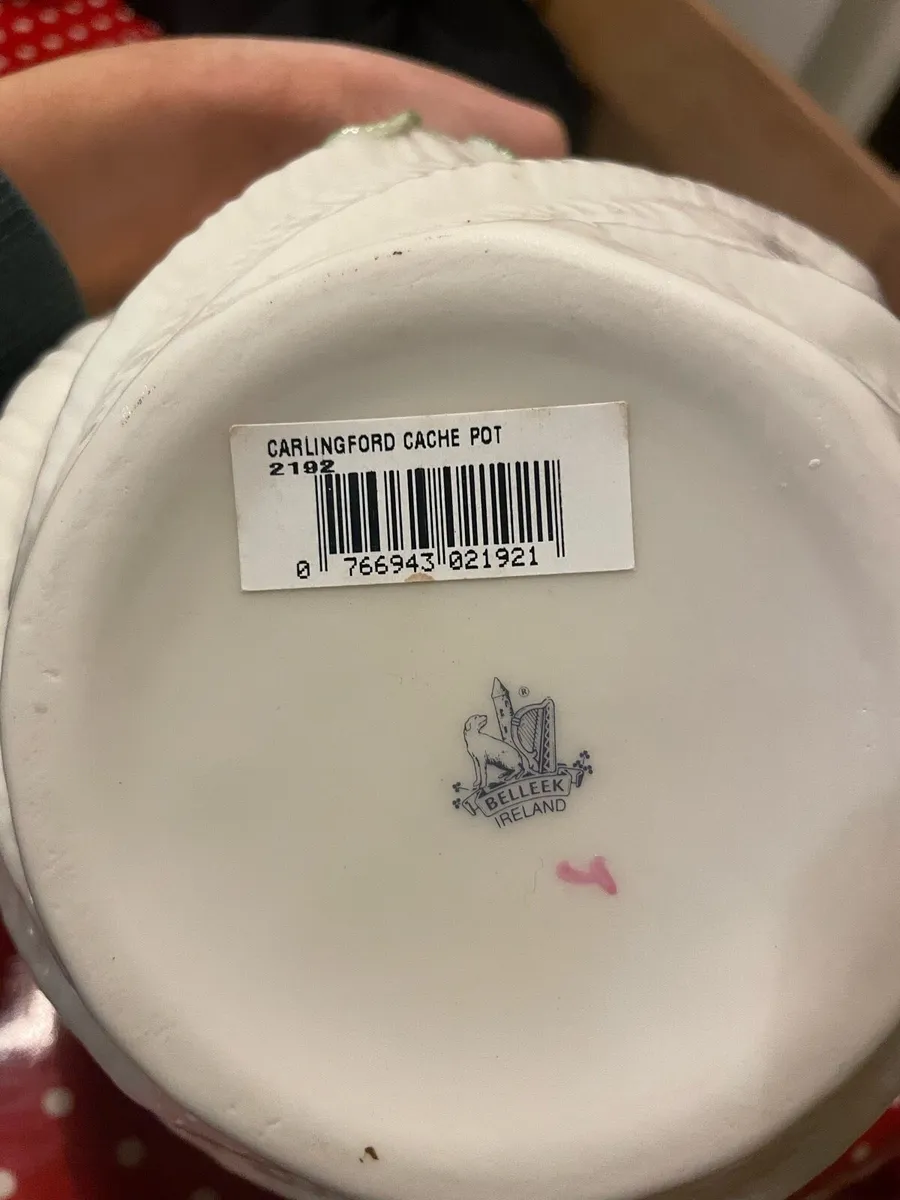 CARLINGFORD CACHE POT
2192
0 766943 021921
®
BELLEEK
IRELAND